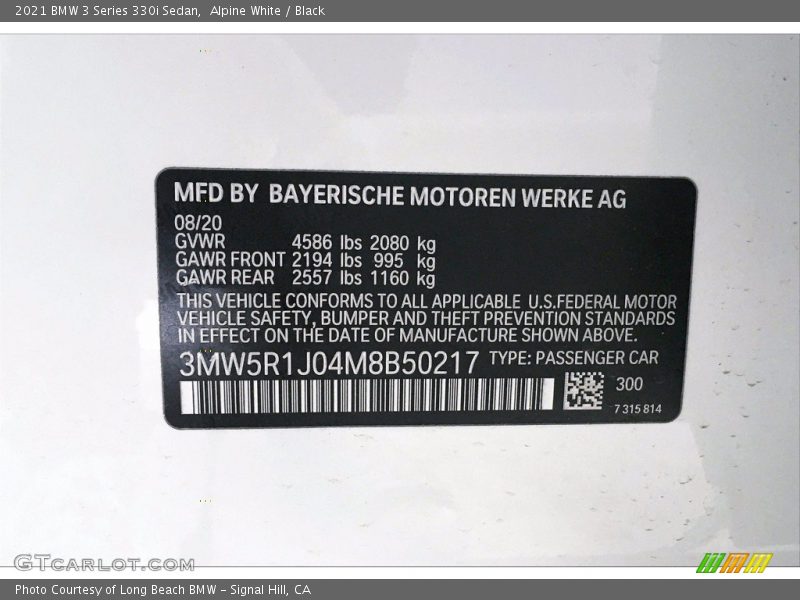 2021 BMW 3 Series 330i Sedan, Alpine White / Black
MFD BY BAYERISCHE MOTOREN WERKE AG
08/20
GVWR 4586 lbs 2080 kg
GAWR FRONT 2194 lbs 995 kg
GAWR REAR 2557 lbs 1160 kg
THIS VEHICLE CONFORMS TO ALL APPLICABLE U.S.FEDERAL MOTOR
VEHICLE SAFETY, BUMPER AND THEFT PREVENTION STANDARDS
IN EFFECT ON THE DATE OF MANUFACTURE SHOWN ABOVE.
3MW5R1J04M8B50217 TYPE: PASSENGER CAR
300
7 315 814
GTCARLOT.COM
Photo Courtesy of Long Beach BMW - Signal Hill, CA